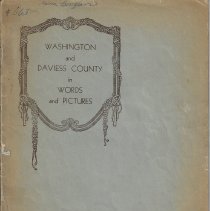 WASHINGTON
and
DAVIESS COUNTY
in
WORDS
and PICTURES